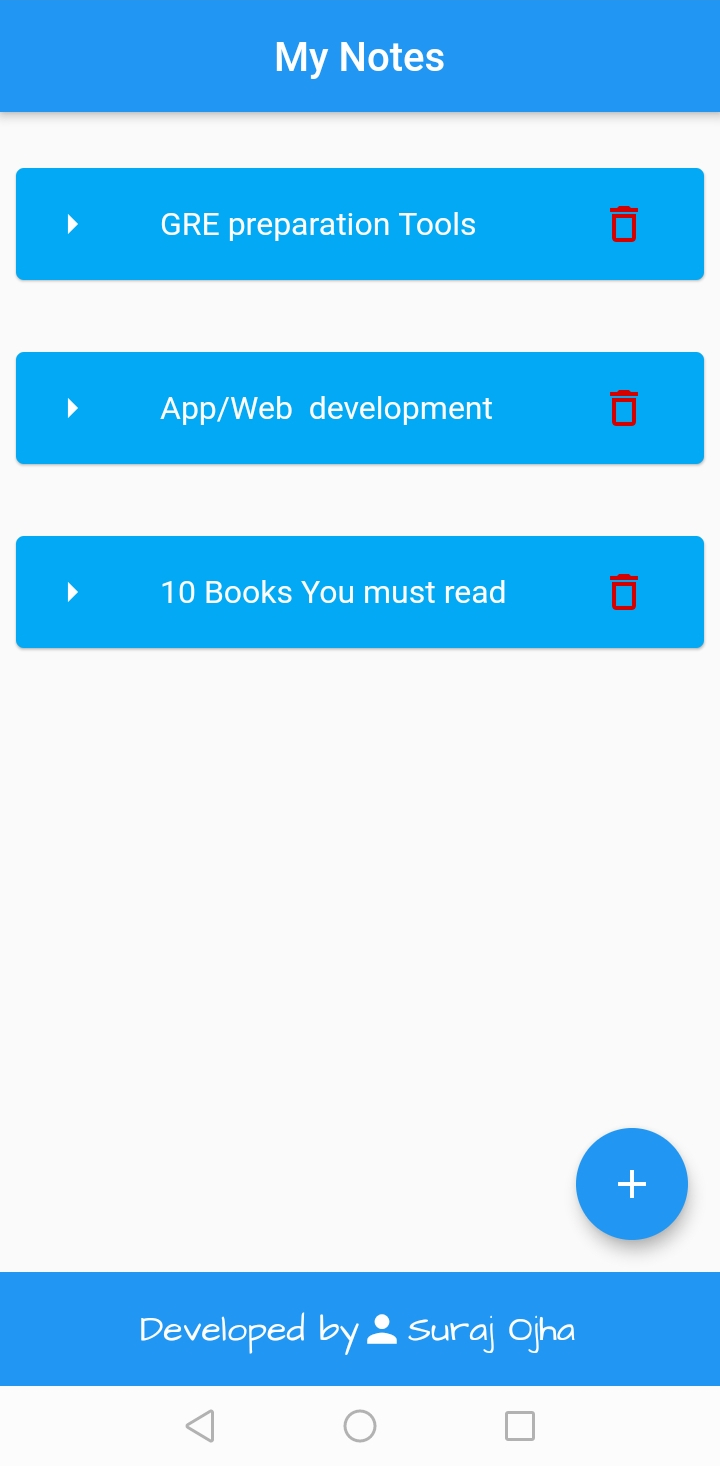 My Notes
GRE preparation Tools
App/Web  development
10 Books You must read
Developed by Suraj Ojha